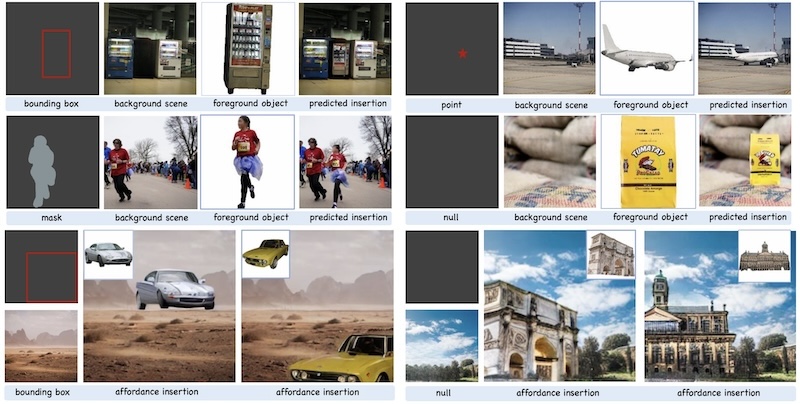 bounding box
background scene
foreground object
predicted insertion
point
background scene
foreground object
predicted insertion
mask
background scene
foreground object
predicted insertion
null
background scene
TUMATAY
foreground object
predicted insertion
bounding box
affordance insertion
affordance insertion
null
affordance insertion
affordance insertion